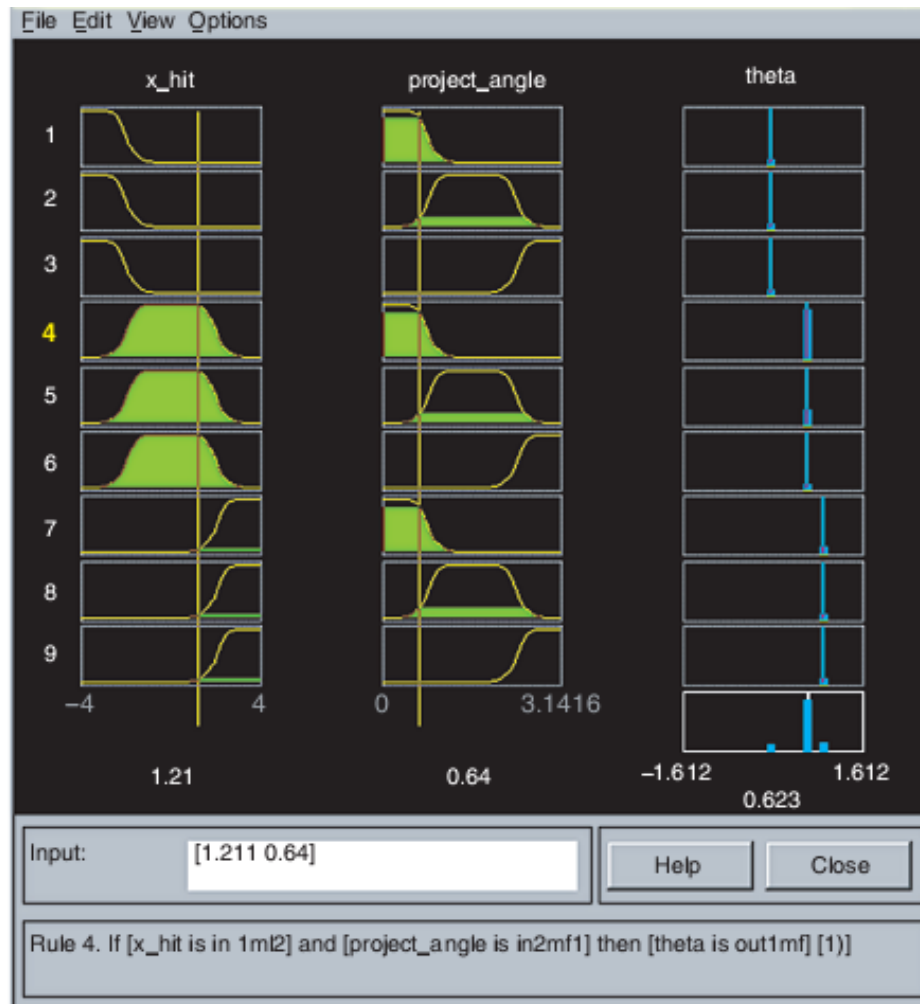 File Edit View Options
x_hit project_angle theta
1
2
3
4
5
6
7
8
9
−4 4 0 3.1416
1.21 0.64 −1.612 1.612
0.623
Input: [1.211 0.64] Help Close
Rule 4. If [x_hit is in 1ml2] and [project_angle is in2mf1] then [theta is out1mf] [1)]